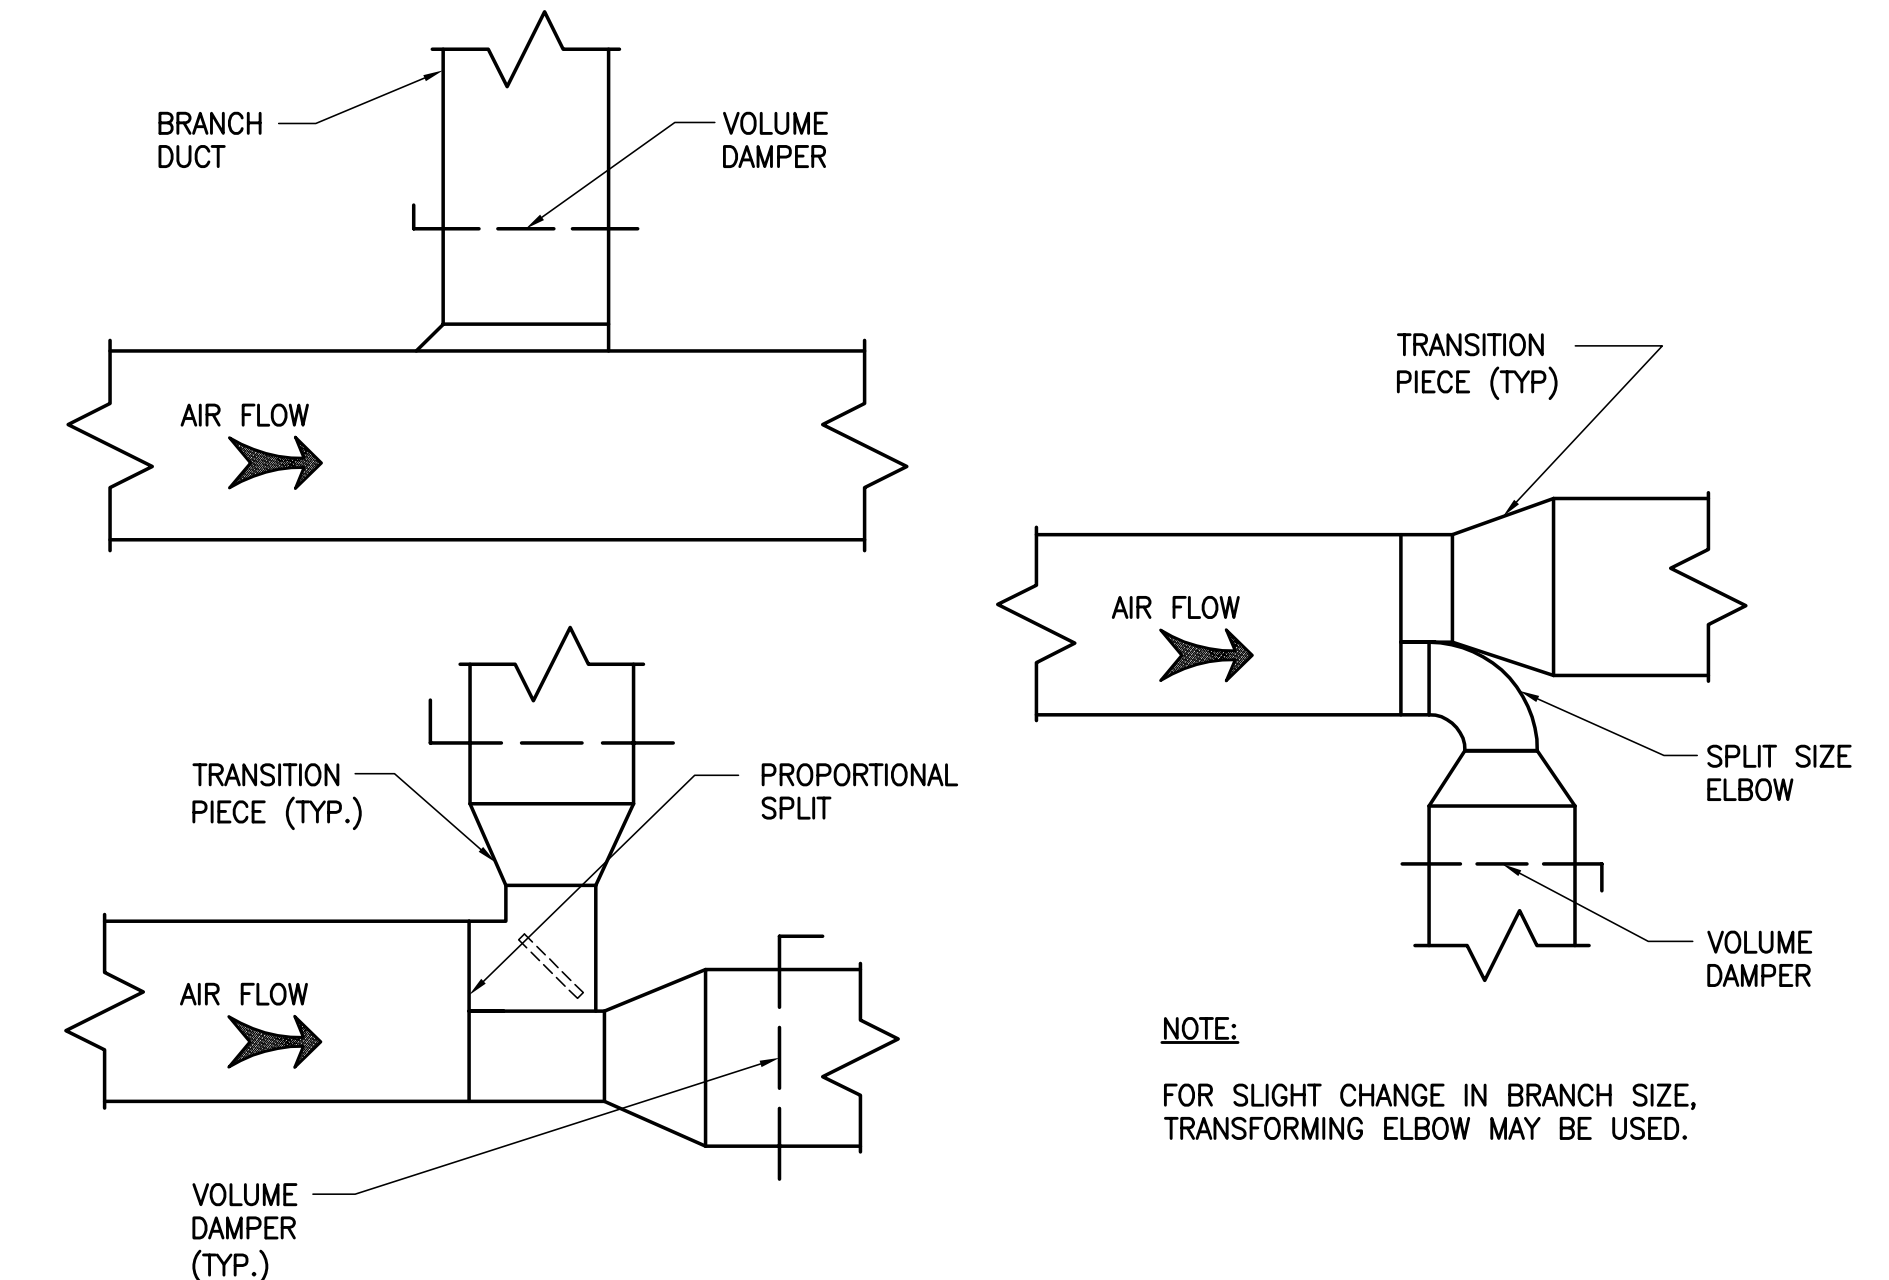 BRANCH
DUCT
VOLUME
DAMPER
AIR FLOW
TRANSITION
PIECE (TYP.)
PROPORTIONAL
SPLIT
AIR FLOW
VOLUME
DAMPER
(TYP.)
TRANSITION
PIECE (TYP)
AIR FLOW
SPLIT SIZE
ELBOW
VOLUME
DAMPER
NOTE:
FOR SLIGHT CHANGE IN BRANCH SIZE,
TRANSFORMING ELBOW MAY BE USED.